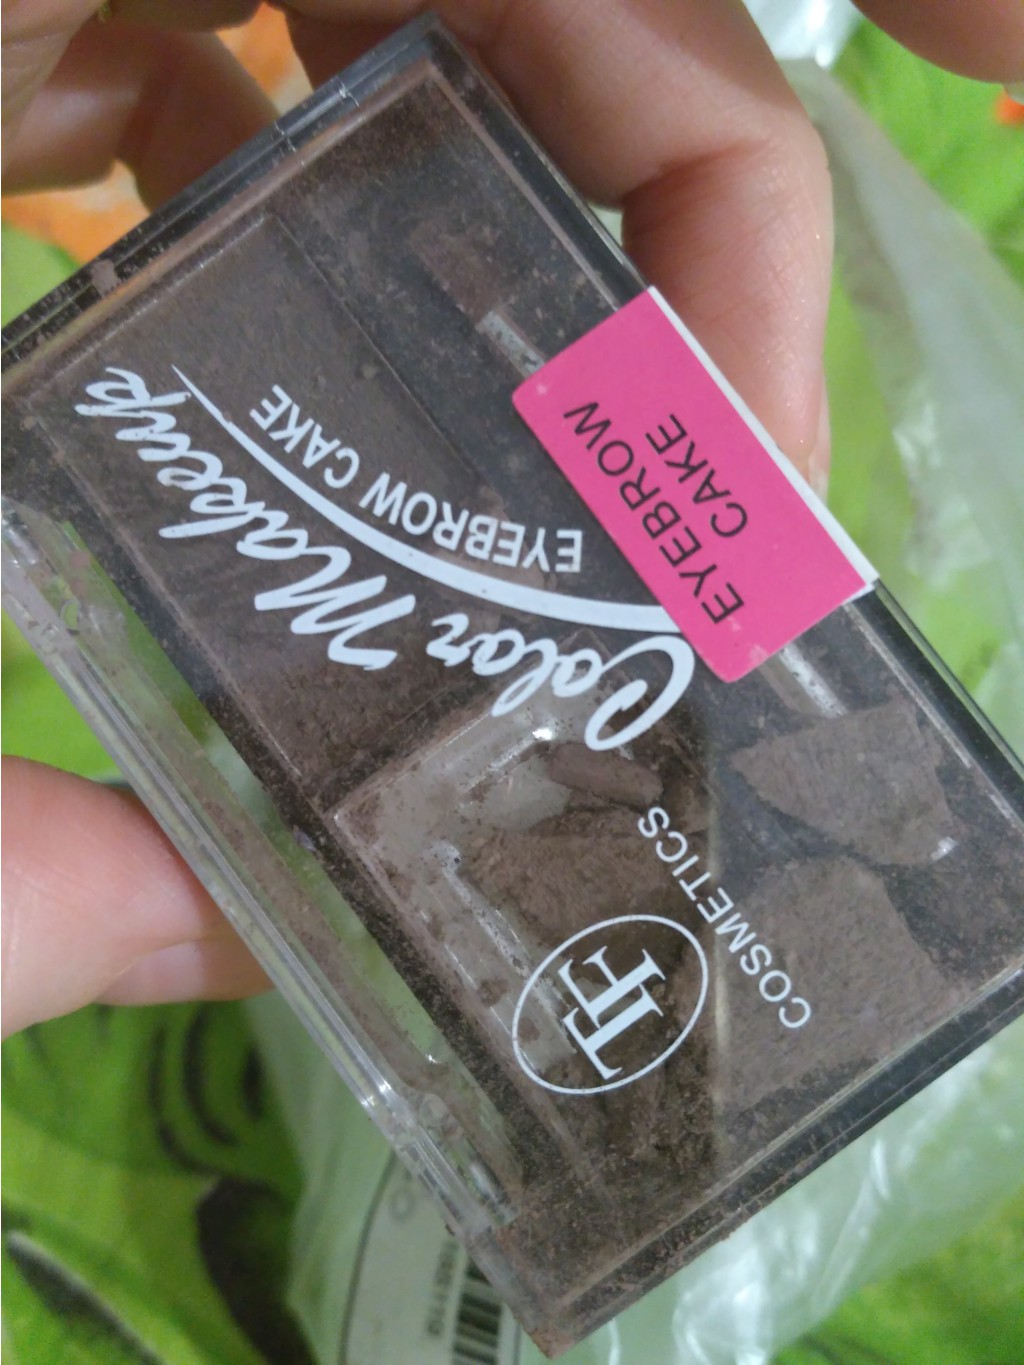 Color Makeup
EYEBROW CAKE
EYEBROW
CAKE
TF
COSMETICS